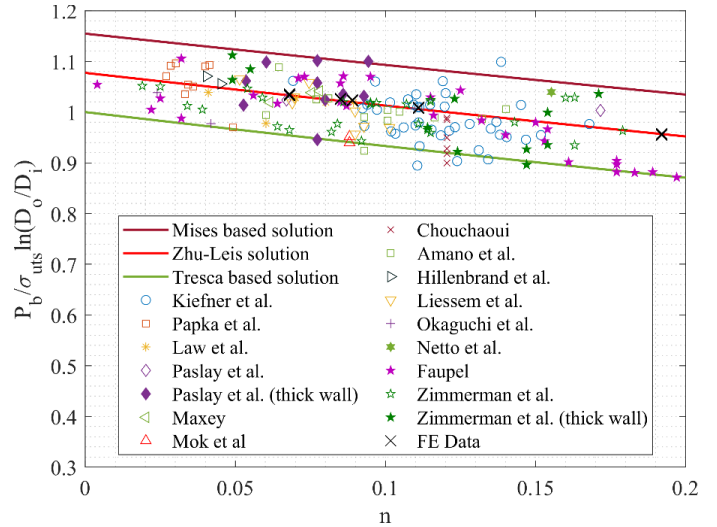 1.2
1.1
1
0.9
0.8
0.7
0.6
0.5
0.4
0.3
P_b/σ_uts ln(D_o/D_i)
Mises based solution
Zhu-Leis solution
Tresca based solution
Kiefner et al.
Papka et al.
Law et al.
Paslay et al.
Paslay et al. (thick wall)
Maxey
Mok et al
Chouchaoui
Amano et al.
Hillenbrand et al.
Liessem et al.
Okaguchi et al.
Netto et al.
Faupel
Zimmerman et al.
Zimmerman et al. (thick wall)
FE Data
0 0.05 0.1 0.15 0.2
n